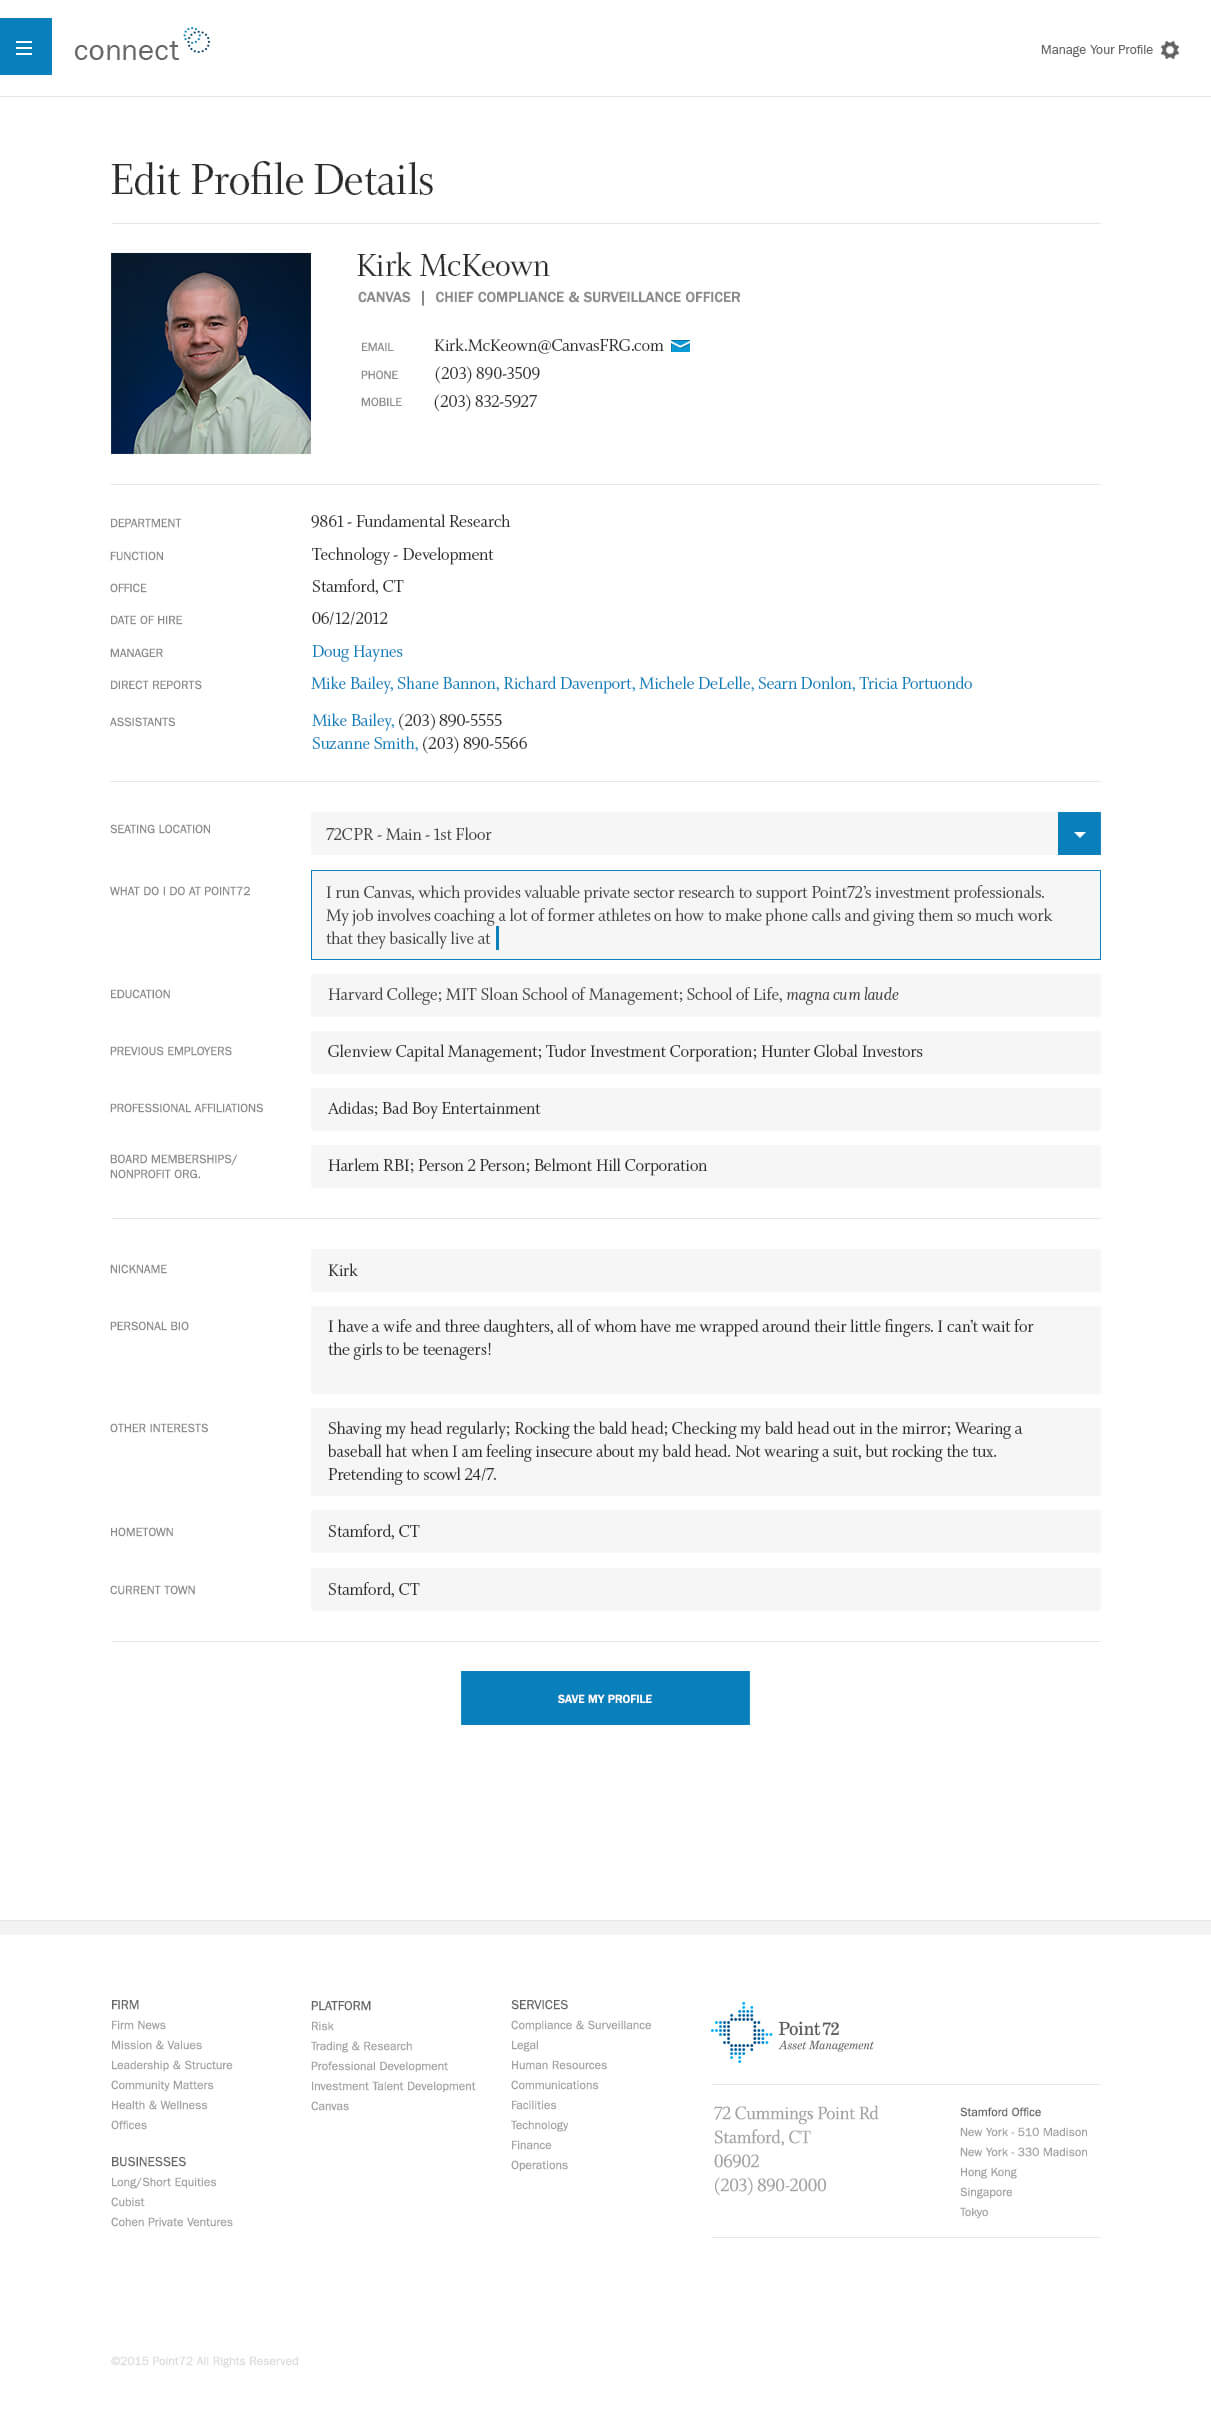 connect
Manage Your Profile
Edit Profile Details
Kirk McKeown
CANVAS | CHIEF COMPLIANCE & SURVEILLANCE OFFICER
EMAIL Kirk.McKeown@CanvasFRG.com
PHONE (203) 890-3509
MOBILE (203) 832-5927
DEPARTMENT 9861 - Fundamental Research
FUNCTION Technology - Development
OFFICE Stamford, CT
DATE OF HIRE 06/12/2012
MANAGER Doug Haynes
DIRECT REPORTS Mike Bailey, Shane Bannon, Richard Davenport, Michele DeLelle, Searn Donlon, Tricia Portuondo
ASSISTANTS Mike Bailey, (203) 890-5555
Suzanne Smith, (203) 890-5566
SEATING LOCATION 72CPR - Main - 1st Floor
WHAT DO I DO AT POINT72 I run Canvas, which provides valuable private sector research to support Point72's investment professionals.
My job involves coaching a lot of former athletes on how to make phone calls and giving them so much work
that they basically live at
EDUCATION Harvard College; MIT Sloan School of Management; School of Life, magna cum laude
PREVIOUS EMPLOYERS Glenview Capital Management; Tudor Investment Corporation; Hunter Global Investors
PROFESSIONAL AFFILIATIONS Adidas; Bad Boy Entertainment
BOARD MEMBERSHIPS/
NONPROFIT ORG. Harlem RBI; Person 2 Person; Belmont Hill Corporation
NICKNAME Kirk
PERSONAL BIO I have a wife and three daughters, all of whom have me wrapped around their little fingers. I can't wait for
the girls to be teenagers!
OTHER INTERESTS Shaving my head regularly; Rocking the bald head; Checking my bald head out in the mirror; Wearing a
baseball hat when I am feeling insecure about my bald head. Not wearing a suit, but rocking the tux.
Pretending to scowl 24/7.
HOMETOWN Stamford, CT
CURRENT TOWN Stamford, CT
SAVE MY PROFILE
FIRM
Firm News
Mission & Values
Leadership & Structure
Community Matters
Health & Wellness
Offices
BUSINESSES
Long/Short Equities
Cubist
Cohen Private Ventures
PLATFORM
Risk
Trading & Research
Professional Development
Investment Talent Development
Canvas
SERVICES
Compliance & Surveillance
Legal
Human Resources
Communications
Facilities
Technology
Finance
Operations
Point72
Asset Management
72 Cummings Point Rd
Stamford, CT
06902
(203) 890-2000
Stamford Office
New York - 510 Madison
New York - 330 Madison
Hong Kong
Singapore
Tokyo
©2015 Point72 All Rights Reserved